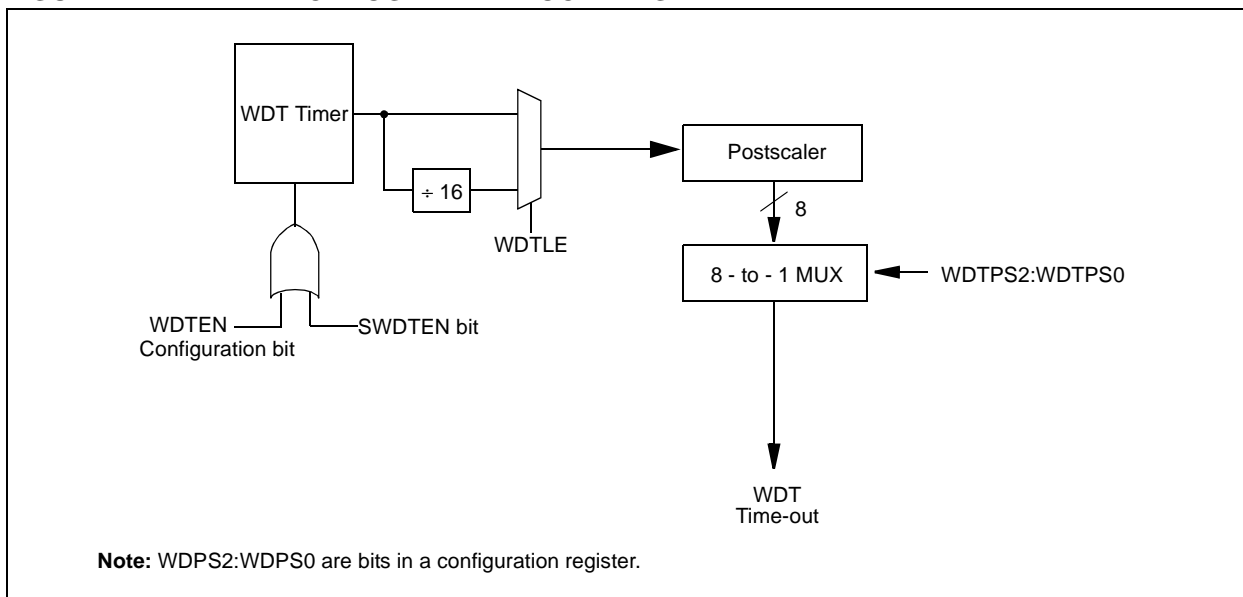 WDT Timer
÷ 16
WDTLE
Postscaler
8
8 - to - 1 MUX
WDTPS2:WDTPS0
WDTEN
Configuration bit
SWDTEN bit
WDT
Time-out
Note: WDPS2:WDPS0 are bits in a configuration register.